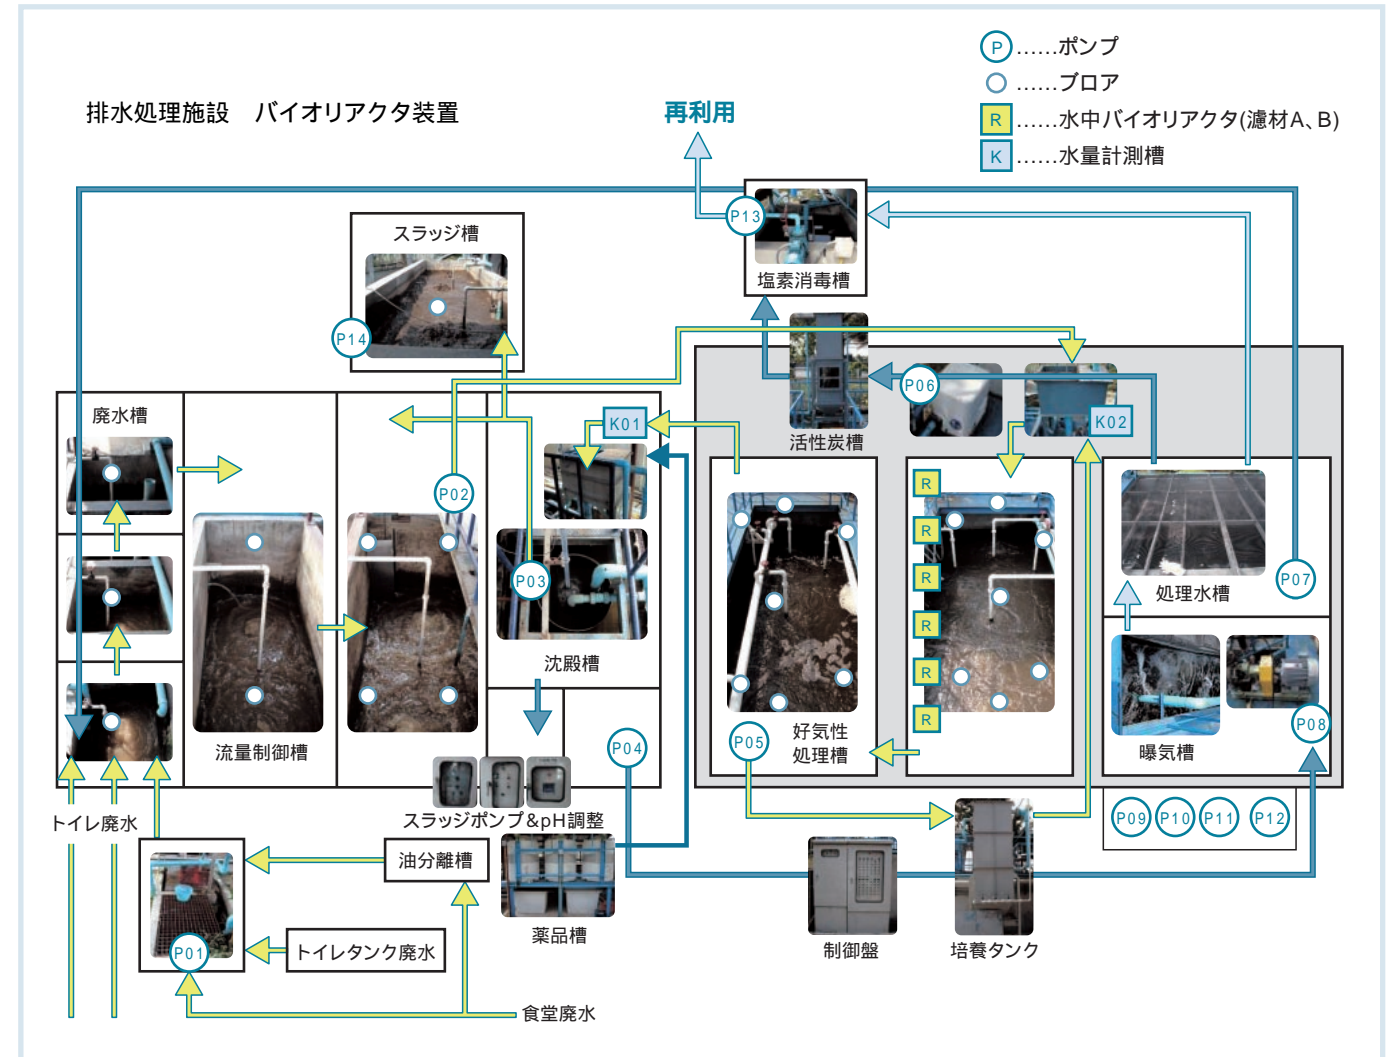 P……ポンプ
……ブロア
R……水中バイオリアクタ(濾材A、B)
K……水量計測槽
排水処理施設　バイオリアクタ装置
再利用
P13
塩素消毒槽
スラッジ槽
P14
P06
活性炭槽
K01
K02
廃水槽
P02
P03
沈殿槽
流量制御槽
R
R
R
R
R
R
処理水槽
P07
P04
P05
好気性
処理槽
曝気槽
P08
スラッジポンプ&pH調整
P09
P10
P11
P12
トイレ廃水
油分離槽
薬品槽
制御盤
培養タンク
P01
トイレタンク廃水
食堂廃水